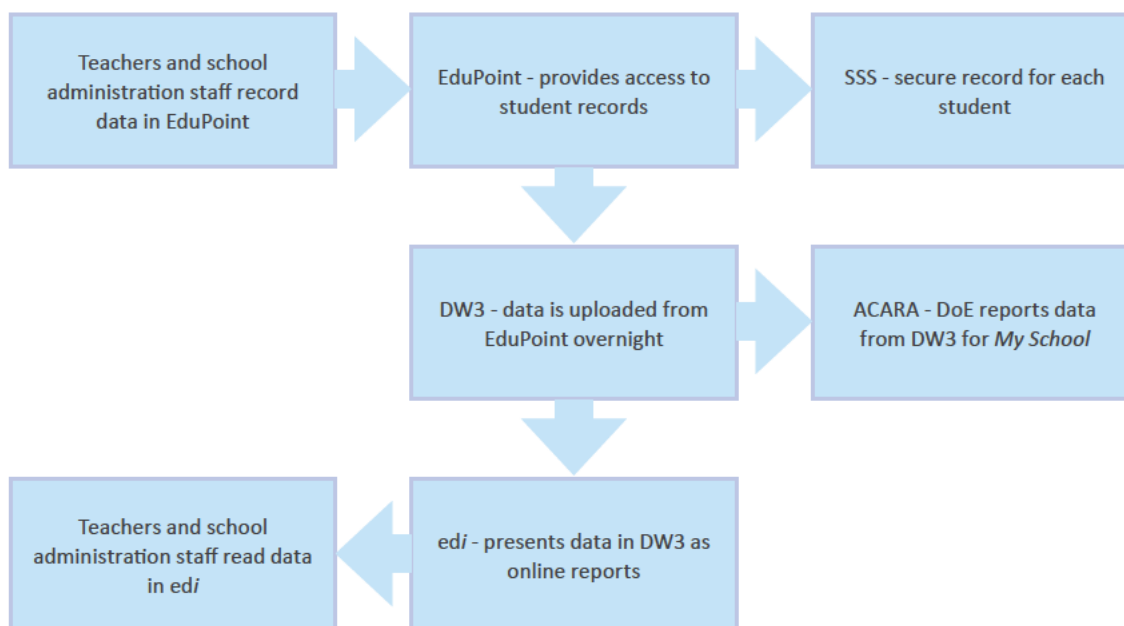 Teachers and school
administration staff record
data in EduPoint
EduPoint - provides access to
student records
SSS - secure record for each
student
DW3 - data is uploaded from
EduPoint overnight
ACARA - DoE reports data
from DW3 for My School
Teachers and school
administration staff read data
in edi
edi - presents data in DW3 as
online reports